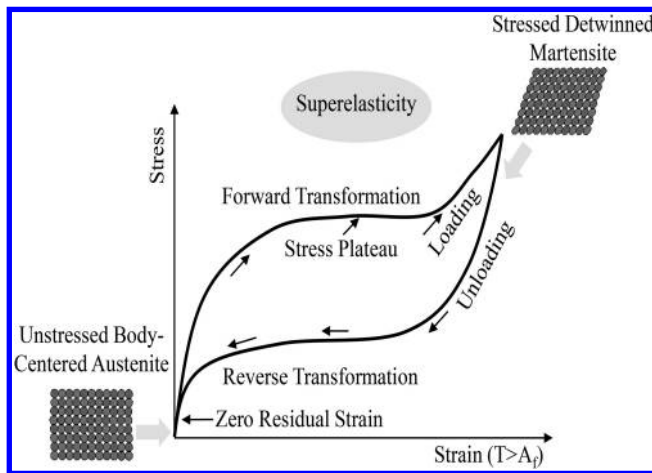 Stressed Detwinned
Martensite
Superelasticity
Stress
Forward Transformation
Stress Plateau
Loading
Unloading
Unstressed Body-
Centered Austenite
Reverse Transformation
Zero Residual Strain
Strain (T>Af)